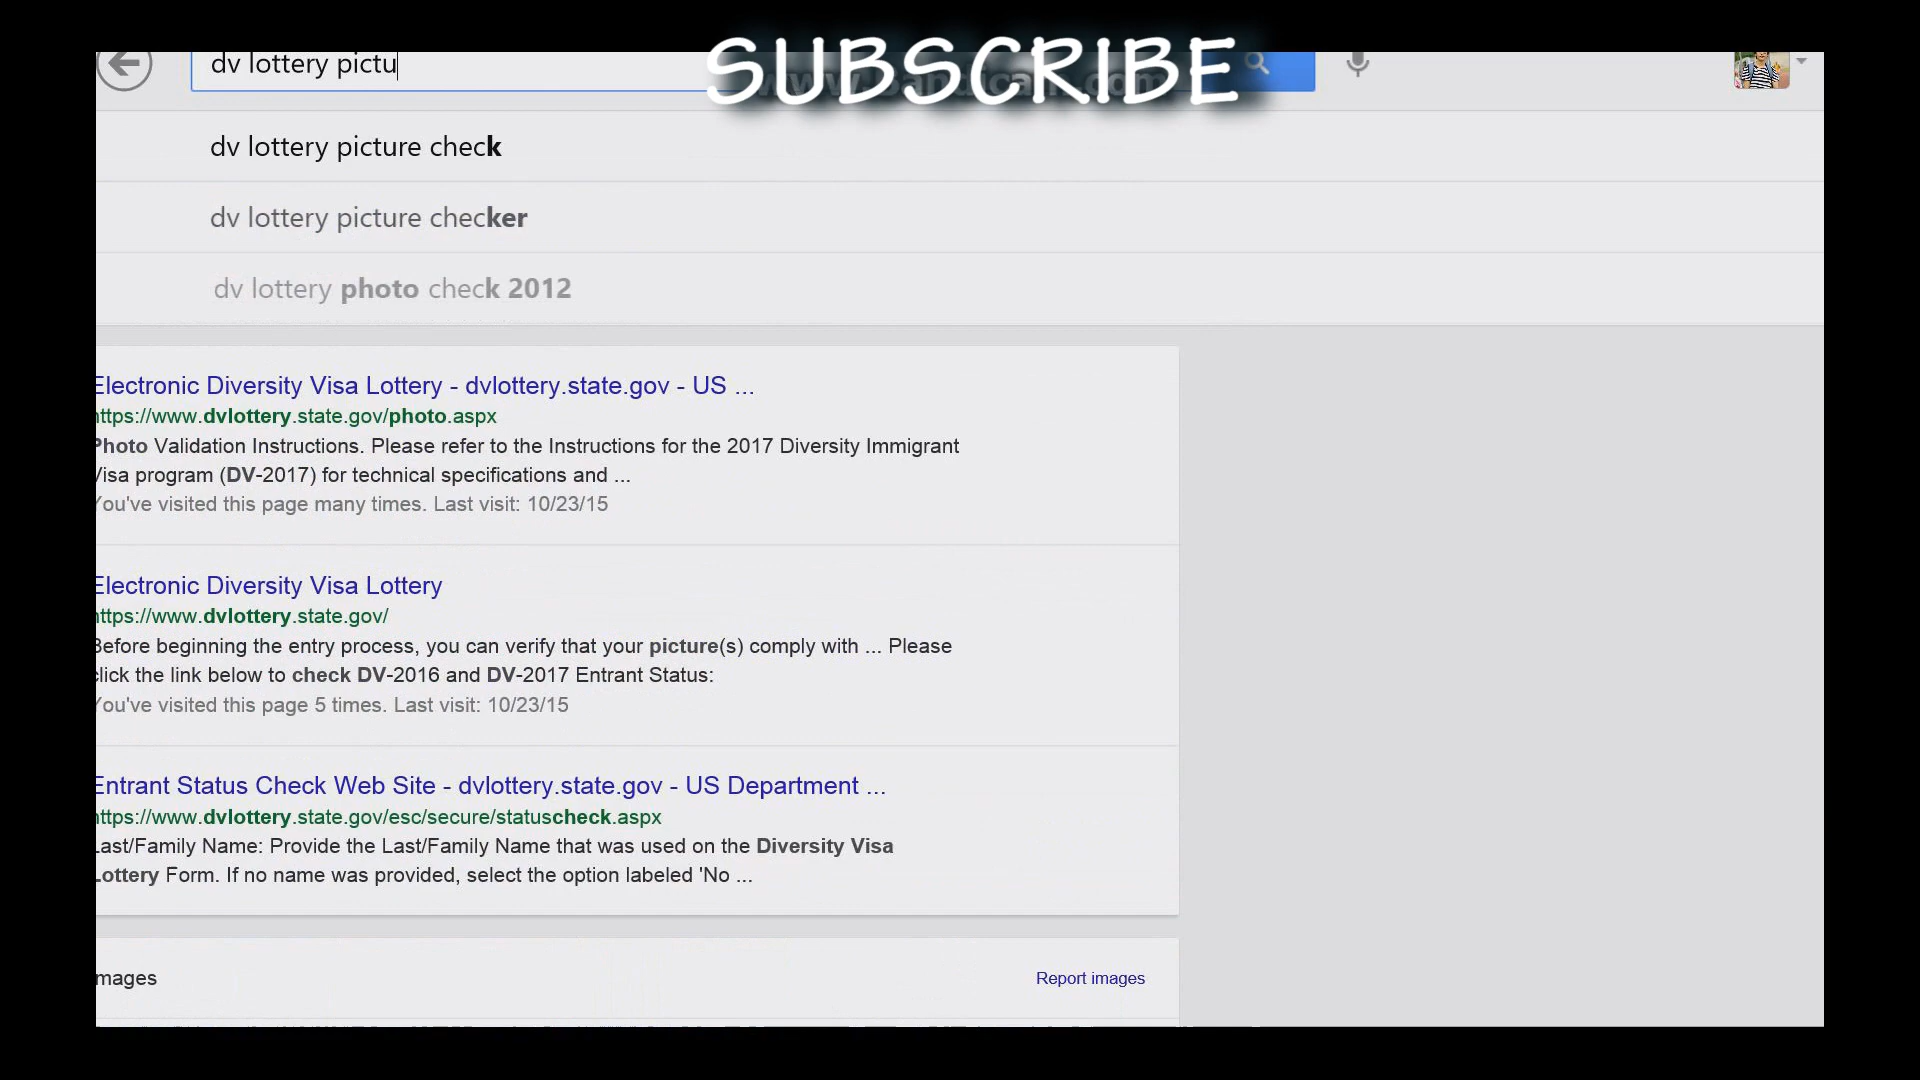 SUBSCRIBE
dv lottery pictu
dv lottery picture check
dv lottery picture checker
dv lottery photo check 2012
Electronic Diversity Visa Lottery - dvlottery.state.gov - US ...
https://www.dvlottery.state.gov/photo.aspx
Photo Validation Instructions. Please refer to the Instructions for the 2017 Diversity Immigrant
Visa program (DV-2017) for technical specifications and ...
You've visited this page many times. Last visit: 10/23/15
Electronic Diversity Visa Lottery
https://www.dvlottery.state.gov/
Before beginning the entry process, you can verify that your picture(s) comply with ... Please
click the link below to check DV-2016 and DV-2017 Entrant Status:
You've visited this page 5 times. Last visit: 10/23/15
Entrant Status Check Web Site - dvlottery.state.gov - US Department ...
https://www.dvlottery.state.gov/esc/secure/statuscheck.aspx
Last/Family Name: Provide the Last/Family Name that was used on the Diversity Visa
Lottery Form. If no name was provided, select the option labeled 'No ...
mages
Report images